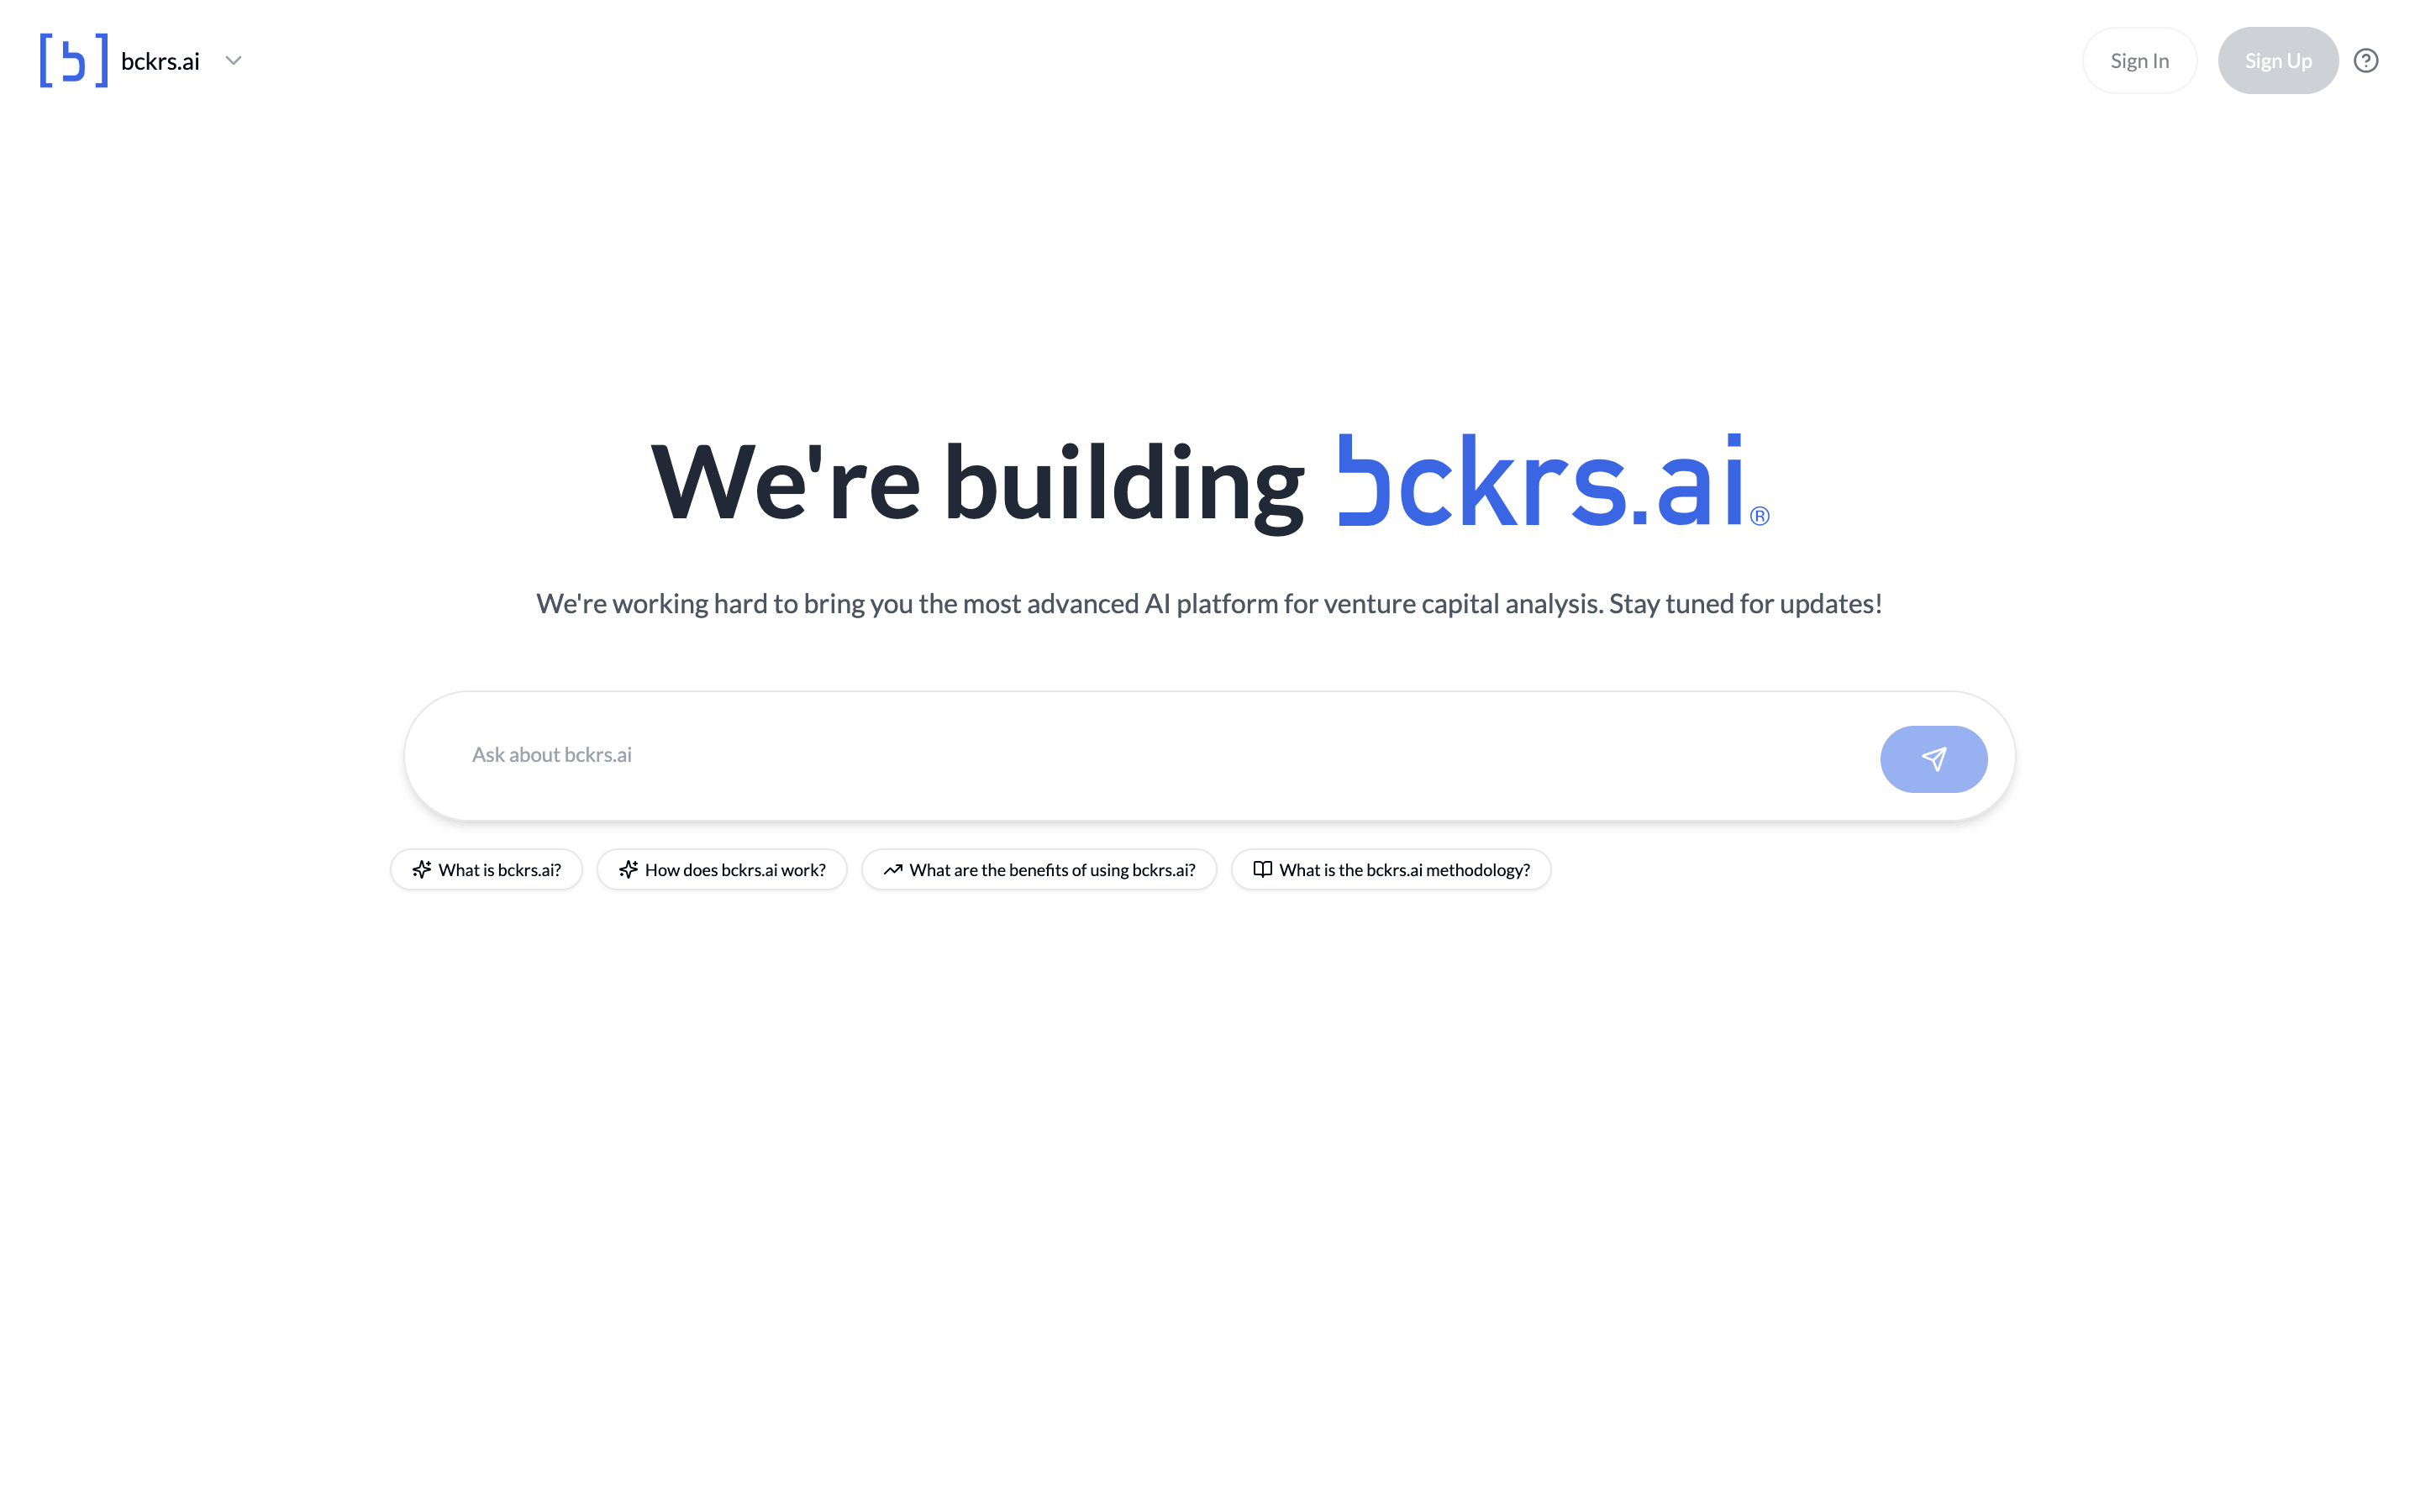 [b] bckrs.ai
Sign In
Sign Up
We're building bckrs.ai®
We're working hard to bring you the most advanced AI platform for venture capital analysis. Stay tuned for updates!
Ask about bckrs.ai
What is bckrs.ai?
How does bckrs.ai work?
What are the benefits of using bckrs.ai?
What is the bckrs.ai methodology?